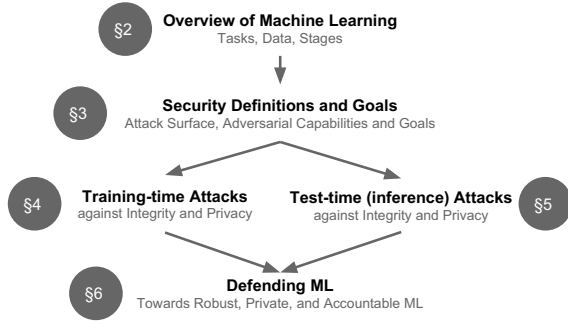 §2
Overview of Machine Learning
Tasks, Data, Stages
§3
Security Definitions and Goals
Attack Surface, Adversarial Capabilities and Goals
§4
Training-time Attacks
against Integrity and Privacy
Test-time (inference) Attacks
against Integrity and Privacy
§5
§6
Defending ML
Towards Robust, Private, and Accountable ML